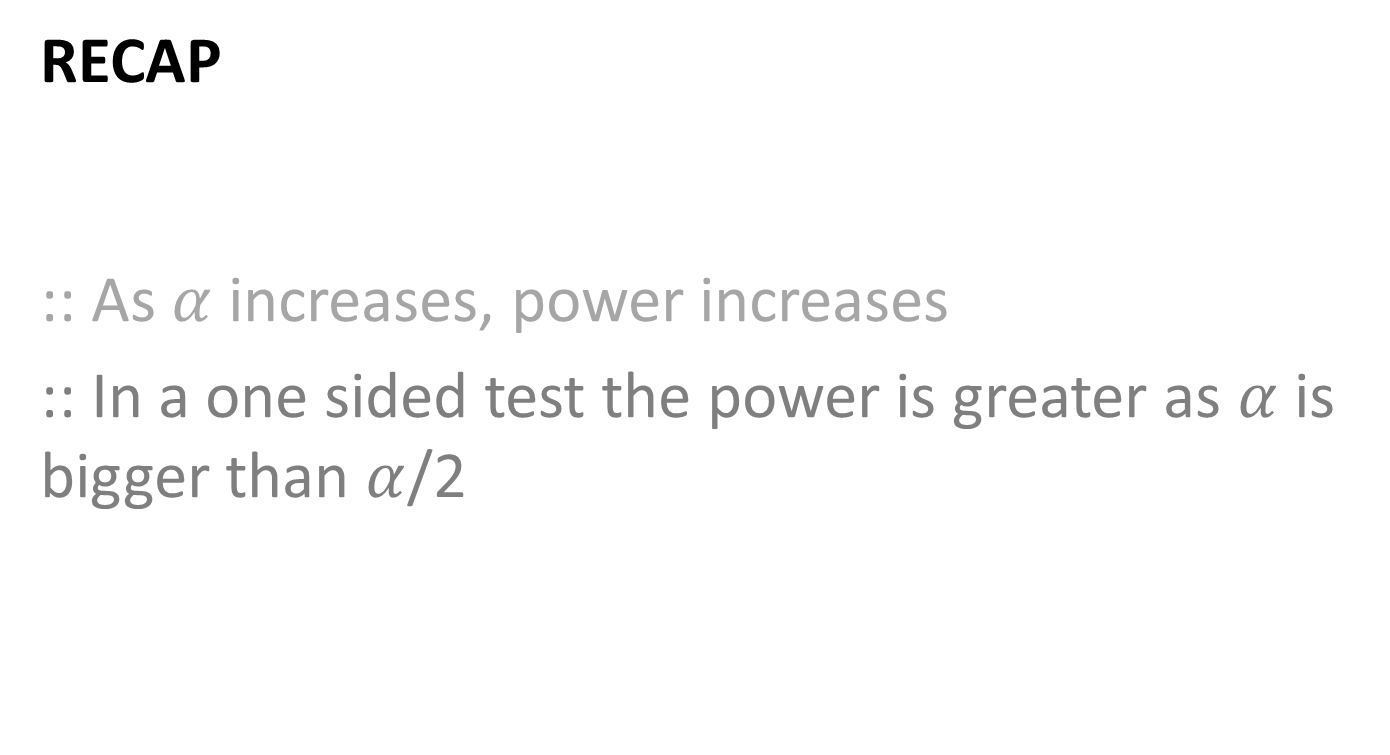 RECAP
:: As 𝛼 increases, power increases
:: In a one sided test the power is greater as 𝛼 is
bigger than 𝛼/2